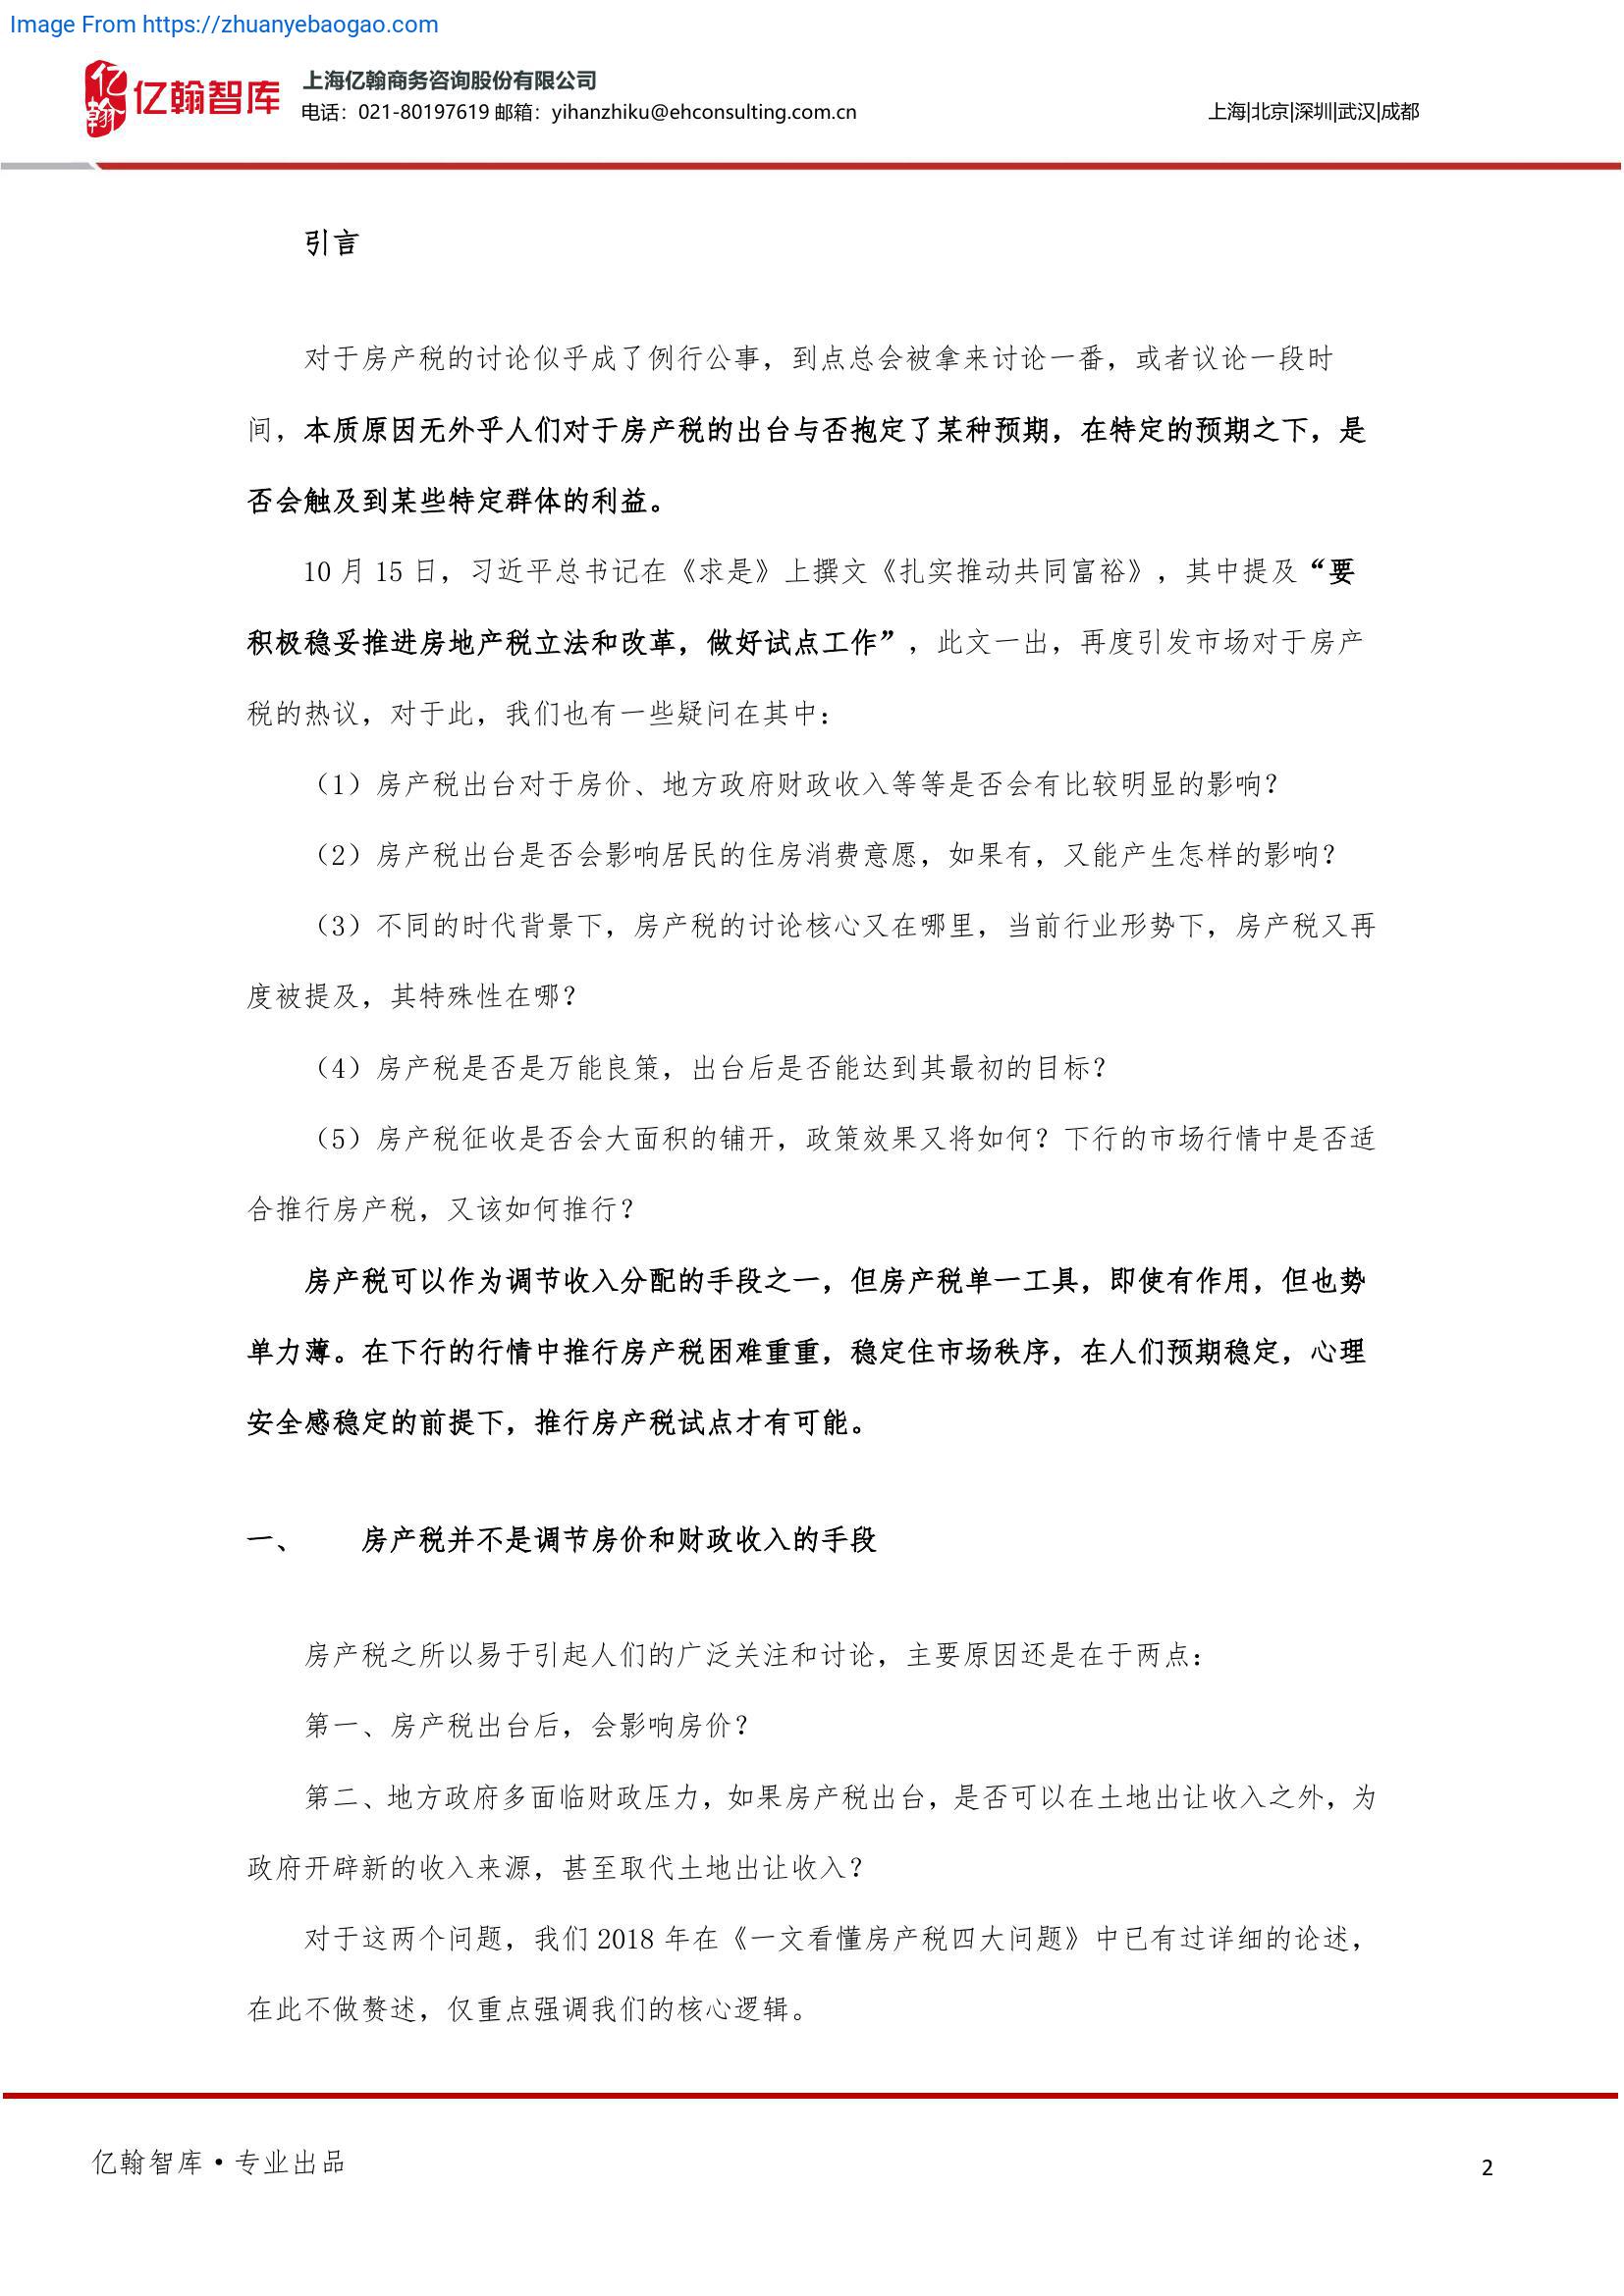 Image From https://zhuanyebaogao.com
亿翰
亿翰智库
上海亿翰商务咨询股份有限公司
电话：021-80197619 邮箱：yihanzhiku@ehconsulting.com.cn
上海|北京|深圳|武汉|成都
引言
对于房产税的讨论似乎成了例行公事，到点总会被拿来讨论一番，或者议论一段时
间，本质原因无外乎人们对于房产税的出台与否抱定了某种预期，在特定的预期之下，是
否会触及到某些特定群体的利益。
10 月 15 日，习近平总书记在《求是》上撰文《扎实推动共同富裕》，其中提及“要
积极稳妥推进房地产税立法和改革，做好试点工作”，此文一出，再度引发市场对于房产
税的热议，对于此，我们也有一些疑问在其中：
（1）房产税出台对于房价、地方政府财政收入等等是否会有比较明显的影响？
（2）房产税出台是否会影响居民的住房消费意愿，如果有，又能产生怎样的影响？
（3）不同的时代背景下，房产税的讨论核心又在哪里，当前行业形势下，房产税又再
度被提及，其特殊性在哪？
（4）房产税是否是万能良策，出台后是否能达到其最初的目标？
（5）房产税征收是否会大面积的铺开，政策效果又将如何？下行的市场行情中是否适
合推行房产税，又该如何推行？
房产税可以作为调节收入分配的手段之一，但房产税单一工具，即使有作用，但也势
单力薄。在下行的行情中推行房产税困难重重，稳定住市场秩序，在人们预期稳定，心理
安全感稳定的前提下，推行房产税试点才有可能。
一、 房产税并不是调节房价和财政收入的手段
房产税之所以易于引起人们的广泛关注和讨论，主要原因还是在于两点：
第一、房产税出台后，会影响房价？
第二、地方政府多面临财政压力，如果房产税出台，是否可以在土地出让收入之外，为
政府开辟新的收入来源，甚至取代土地出让收入？
对于这两个问题，我们 2018 年在《一文看懂房产税四大问题》中已有过详细的论述，
在此不做赘述，仅重点强调我们的核心逻辑。
亿翰智库·专业出品
2